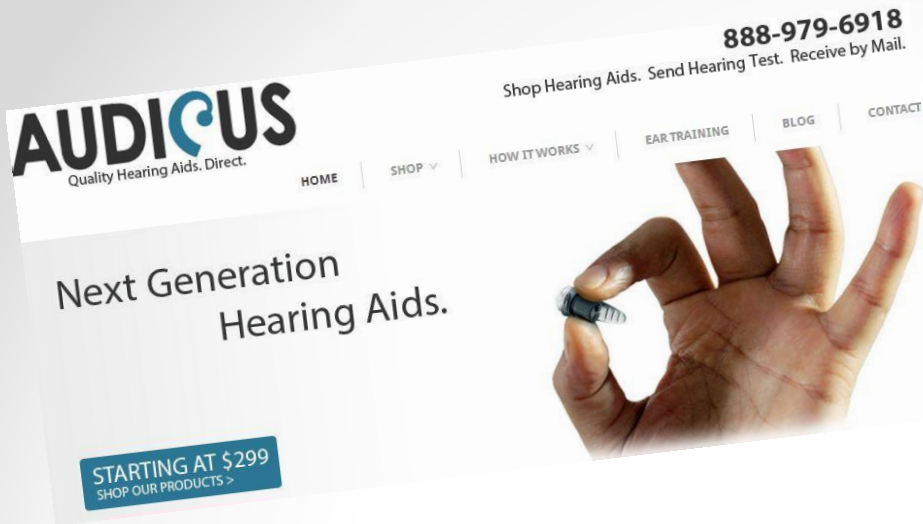 888-979-6918
Shop Hearing Aids. Send Hearing Test. Receive by Mail.
AUDICUS
Quality Hearing Aids. Direct.
HOME SHOP HOW IT WORKS EAR TRAINING BLOG CONTACT
Next Generation
Hearing Aids.
STARTING AT $299
SHOP OUR PRODUCTS >